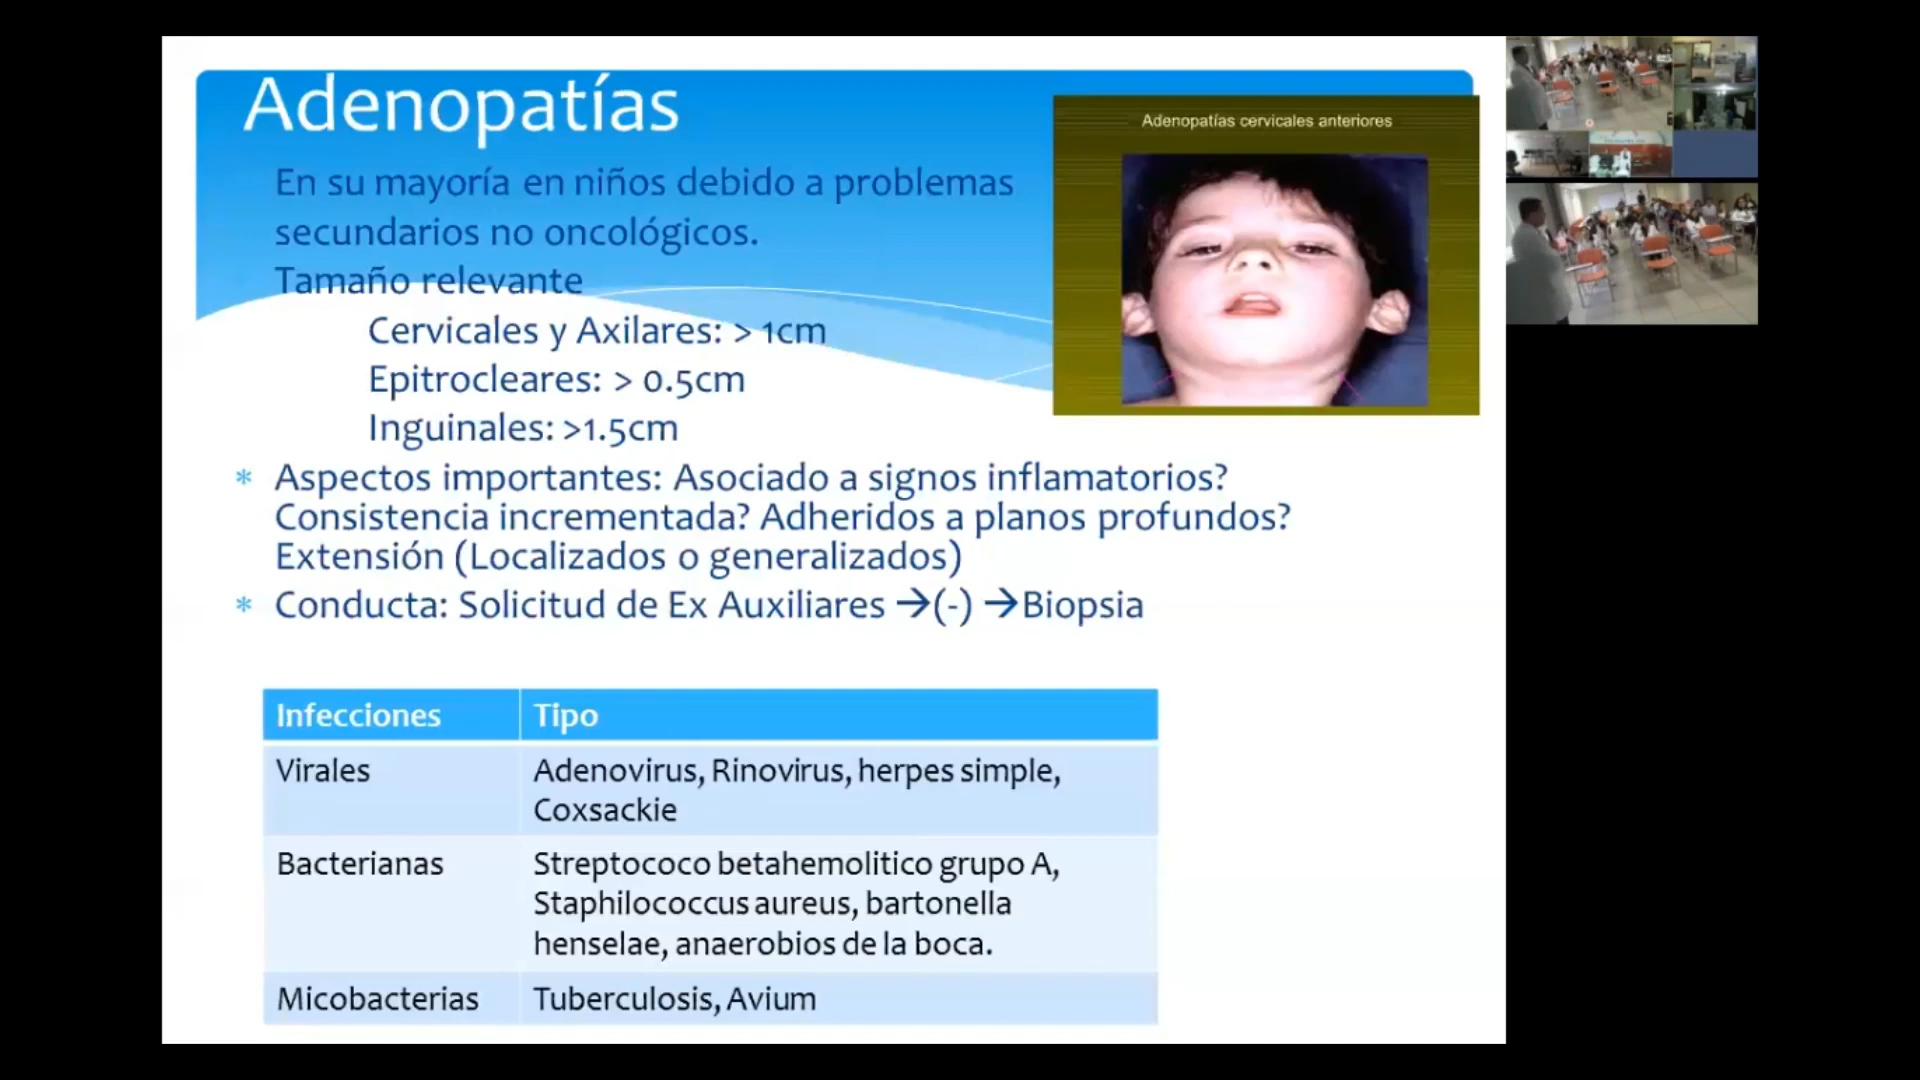 Adenopatías
En su mayoría en niños debido a problemas
secundarios no oncológicos.
Tamaño relevante
Cervicales y Axilares: > 1cm
Epitrocleares: > 0.5cm
Inguinales: >1.5cm
Adenopatías cervicales anteriores
* Aspectos importantes: Asociado a signos inflamatorios?
Consistencia incrementada? Adheridos a planos profundos?
Extensión (Localizados o generalizados)
* Conducta: Solicitud de Ex Auxiliares →(-) →Biopsia
Infecciones Tipo
Virales Adenovirus, Rinovirus, herpes simple,
Coxsackie
Bacterianas Streptococo betahemolitico grupo A,
Staphilococcus aureus, bartonella
henselae, anaerobios de la boca.
Micobacterias Tuberculosis, Avium